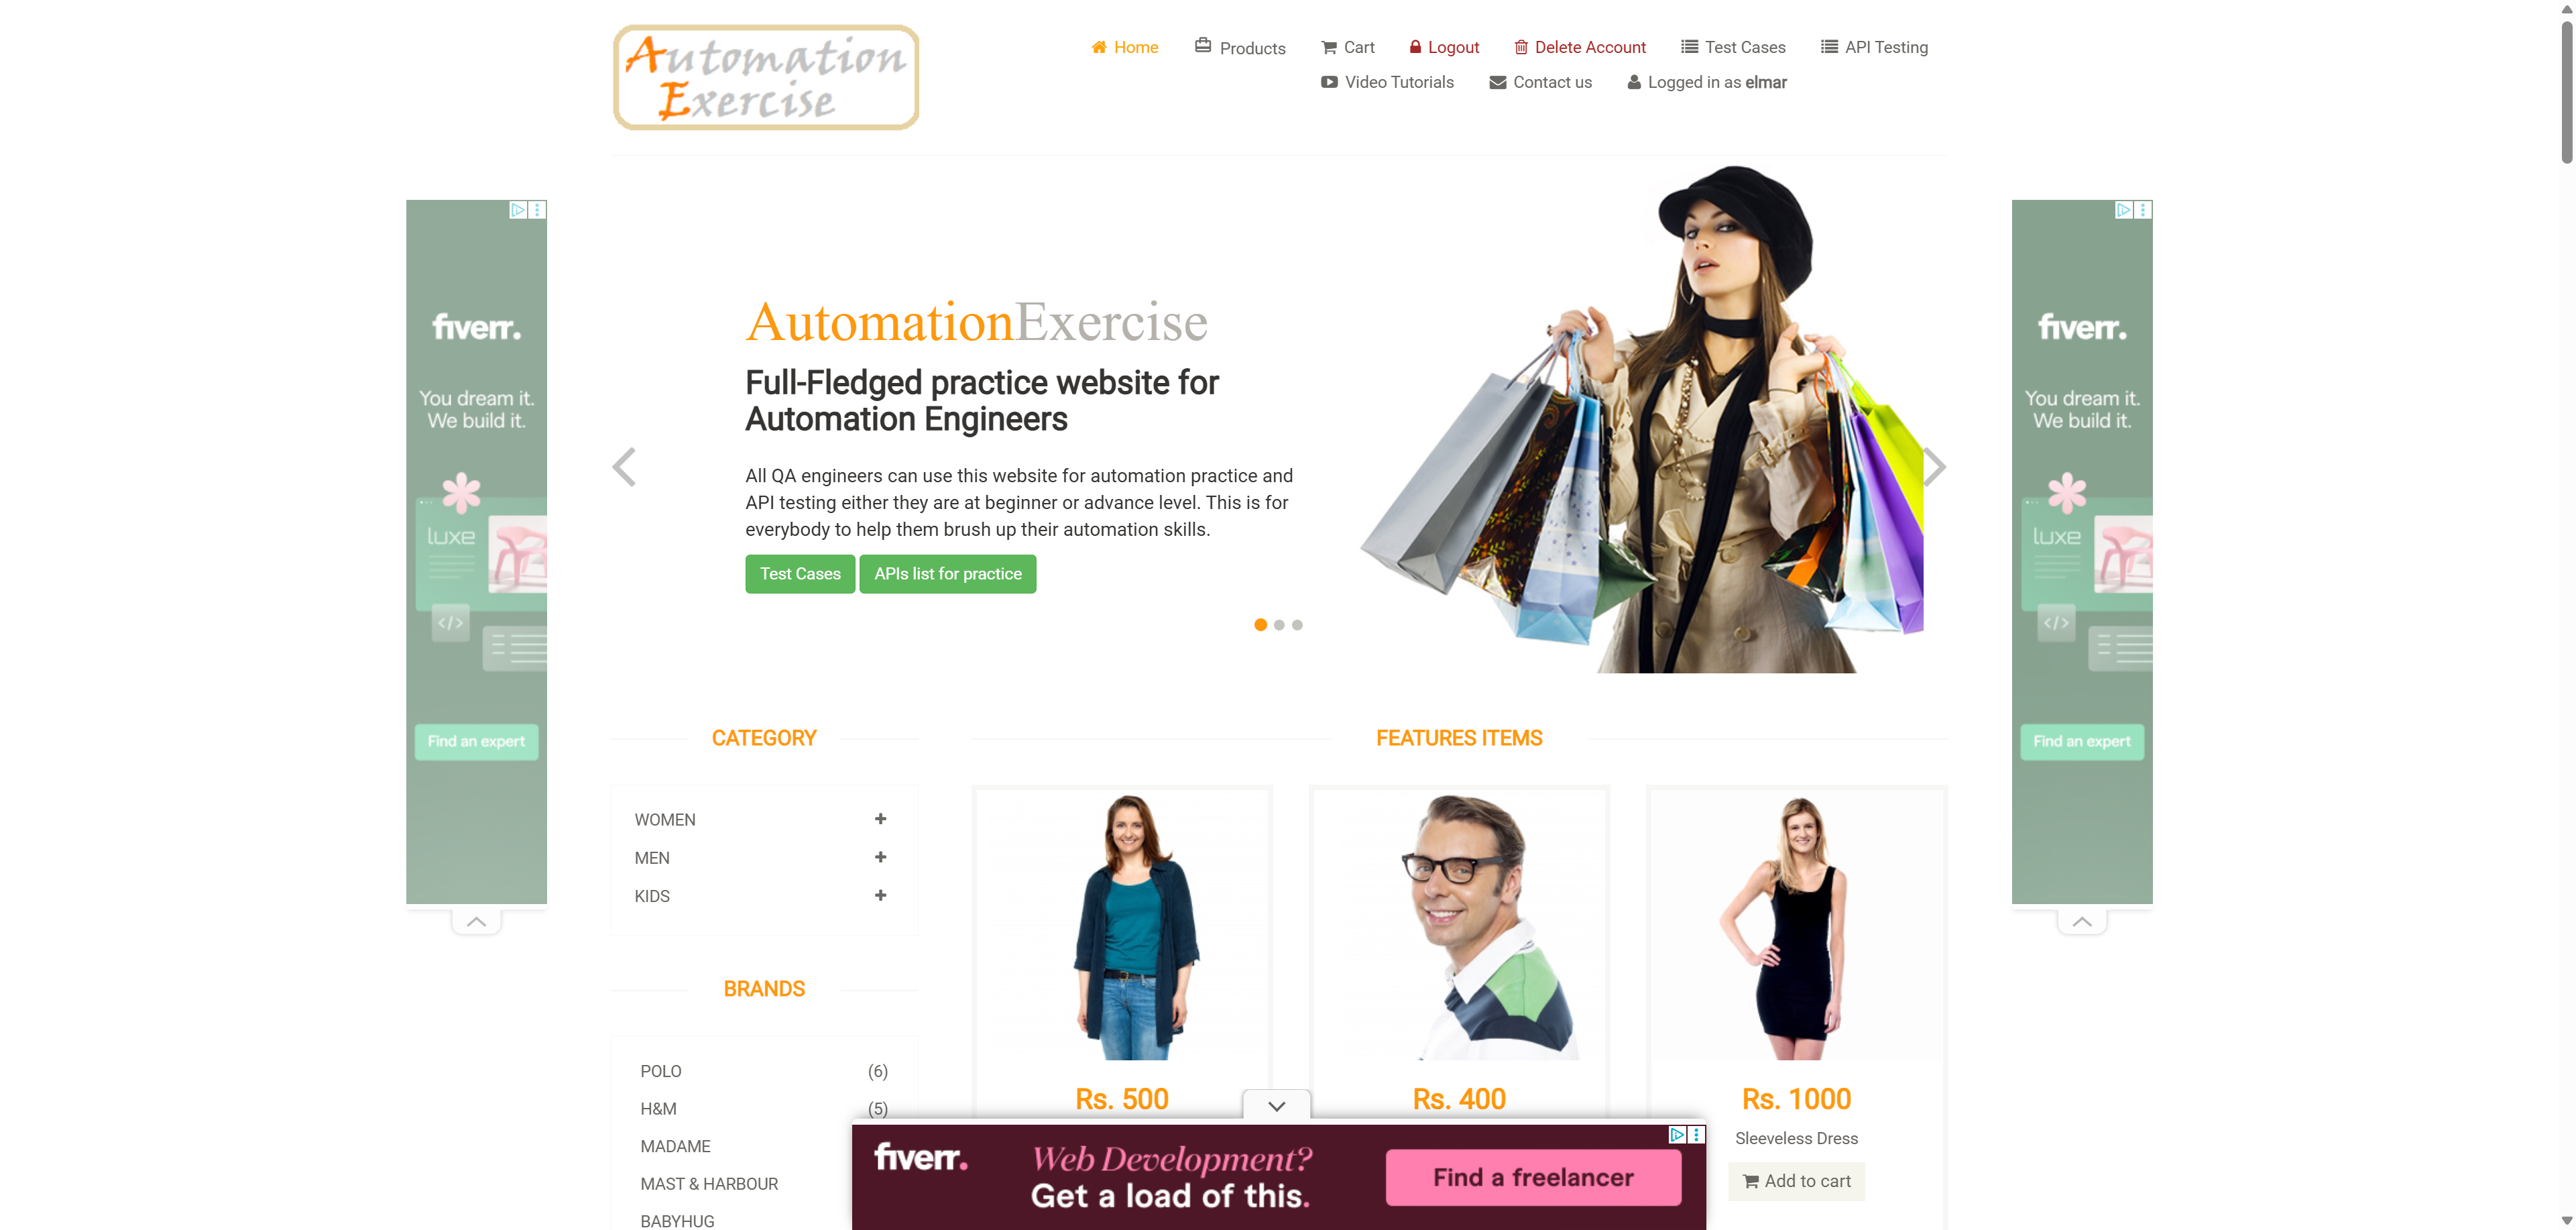 Automation
Exercise
Home
Products
Cart
Logout
Delete Account
Test Cases
API Testing
Video Tutorials
Contact us
Logged in as elmar
fiverr.
You dream it.
We build it.
luxe
</>
Find an expert
AutomationExercise
Full-Fledged practice website for
Automation Engineers
All QA engineers can use this website for automation practice and
API testing either they are at beginner or advance level. This is for
everybody to help them brush up their automation skills.
Test Cases
APIs list for practice
fiverr.
You dream it.
We build it.
luxe
</>
Find an expert
CATEGORY
WOMEN
MEN
KIDS
BRANDS
POLO (6)
H&M (5)
MADAME
MAST & HARBOUR
BABYHUG
FEATURES ITEMS
Rs. 500
Rs. 400
Rs. 1000
Sleeveless Dress
Add to cart
fiverr.
Web Development?
Get a load of this.
Find a freelancer